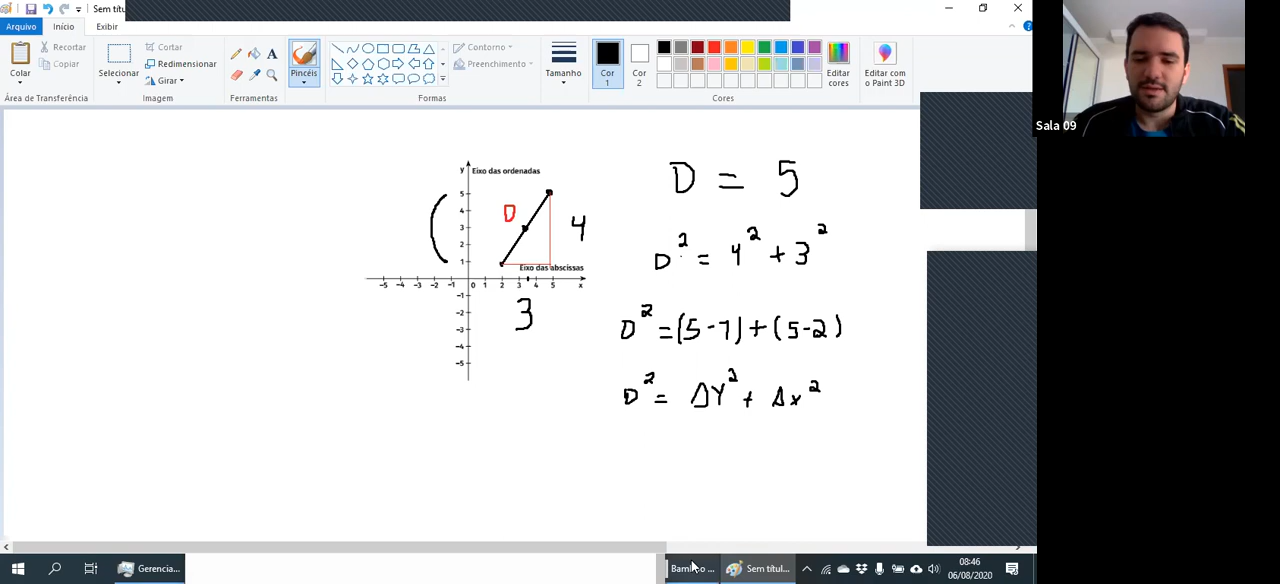 Sem títu
Arquivo
Início
Exibir
Colar
Recortar
Copiar
Área de Transferência
Selecionar
Cortar
Redimensionar
Girar
Imagem
A
Ferramentas
Pincéis
Contorno
Preenchimento
Formas
Tamanho
Cor 1
Cor 2
Editar cores
Editar com o Paint 3D
Cores
Sala 09
y Eixo das ordenadas
5
4
3
2
1
Eixo das abscissas
-5 -4 -3 -2 -1 0 1 2 3 4 5 x
-1
-2
-3
-4
-5
D
4
3
D = 5
D² = 4² + 3²
D² = (5-1) + (5-2)
D² = ΔY² + Δx²
Gerencia...
Sem títul...
08:46
06/08/2020